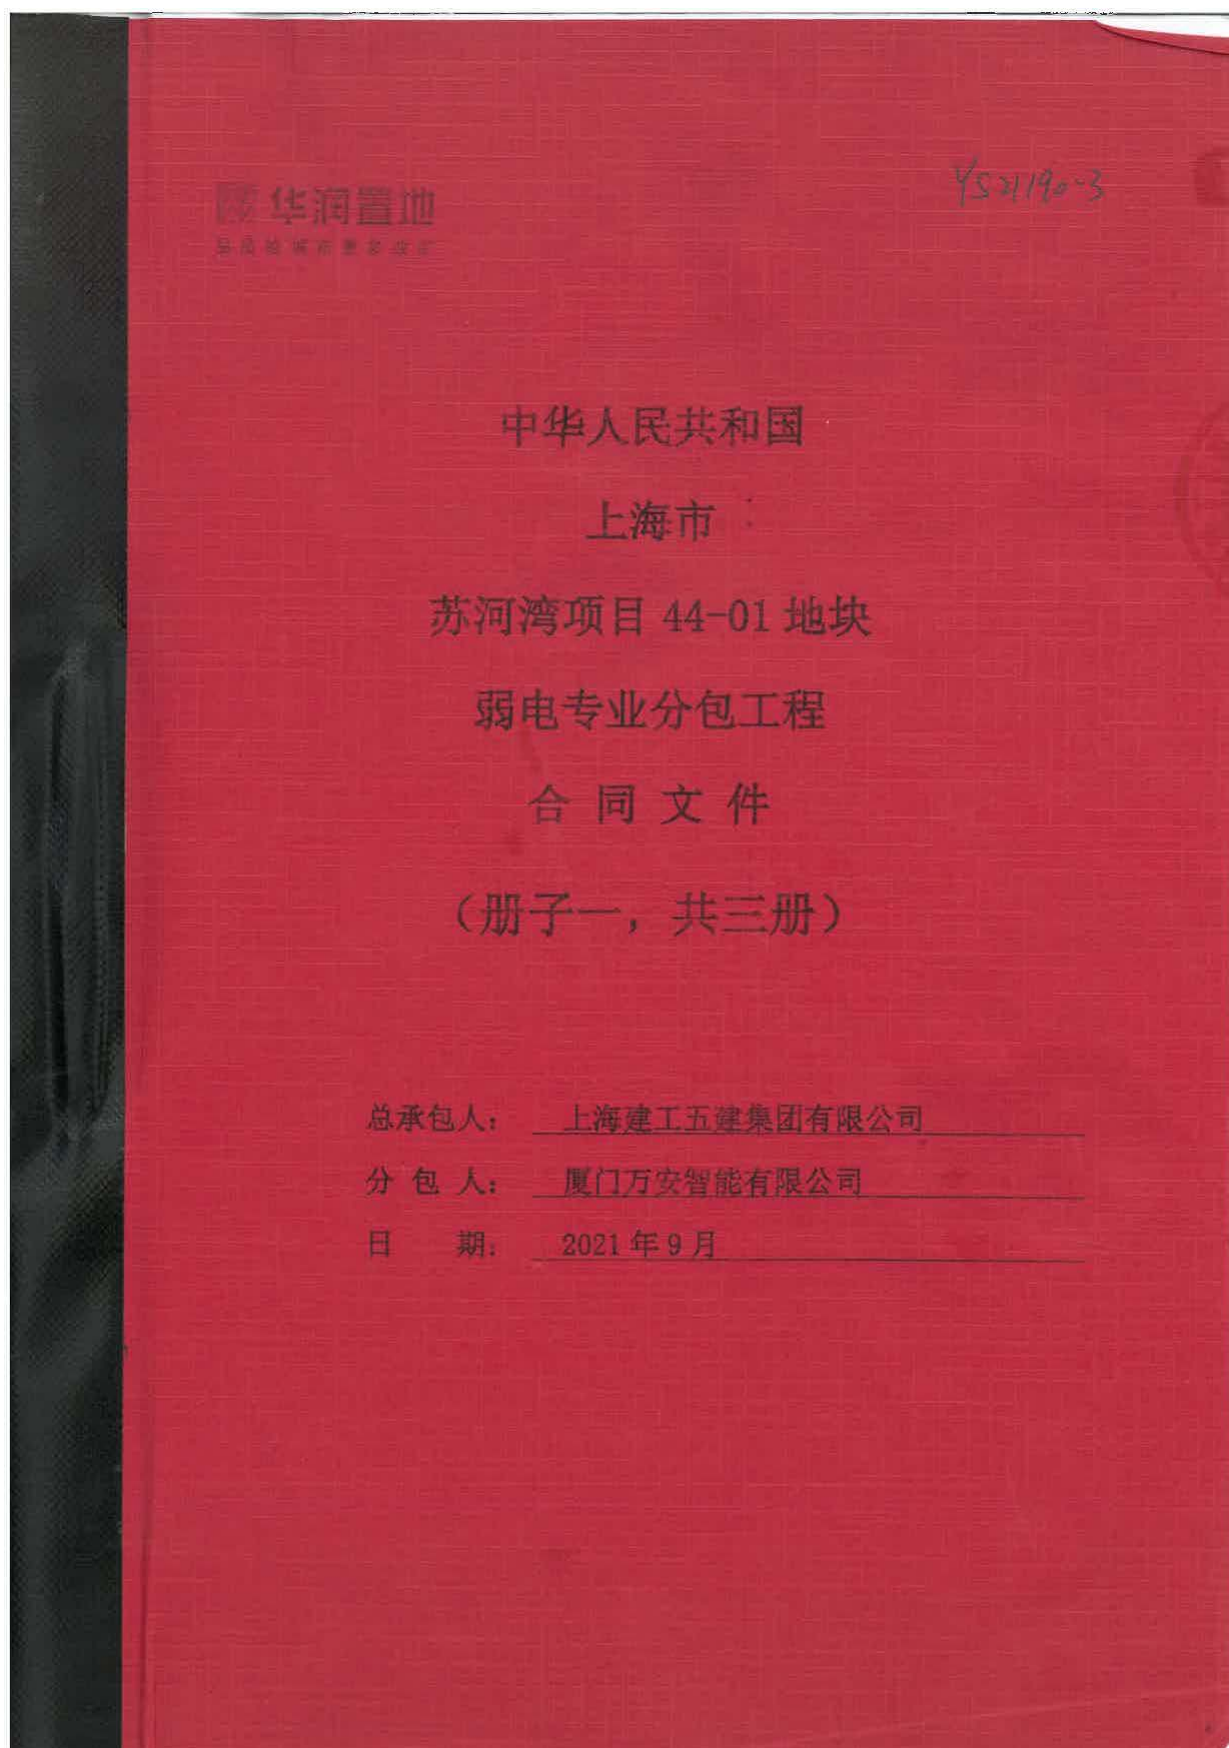 华润置地
YS21190-3
中华人民共和国
上海市
苏河湾项目 44-01 地块
弱电专业分包工程
合同文件
（册子一，共三册）
总承包人： 上海建工五建集团有限公司
分包人： 厦门万安智能有限公司
日期： 2021年9月